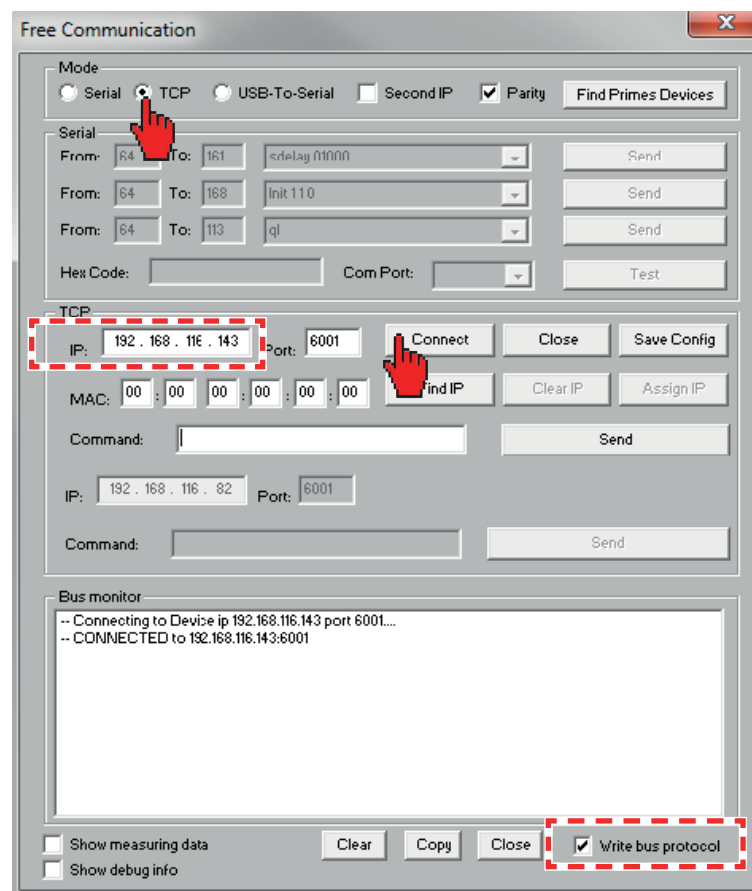 Free Communication
Mode
Serial TCP USB-To-Serial Second IP Parity Find Primes Devices
Serial
From: 64 To: 161 <delay 01000 Send
From: 64 To: 168 Init 11 0 Send
From: 64 To: 113 ql Send
Hex Code: Com Port: Test
TCP
IP: 192 . 168 . 116 . 143 Port: 6001 Connect Close Save Config
MAC: 00 : 00 00 : 00 : 00 : 00 Find IP Clear IP Assign IP
Command: Send
IP: 192 . 168 . 116 . 82 Port: 6001
Command: Send
Bus monitor
-- Connecting to Device ip 192.168.116.143 port 6001....
-- CONNECTED to 192.168.116.143:6001
Show measuring data Clear Copy Close Write bus protocol
Show debug info